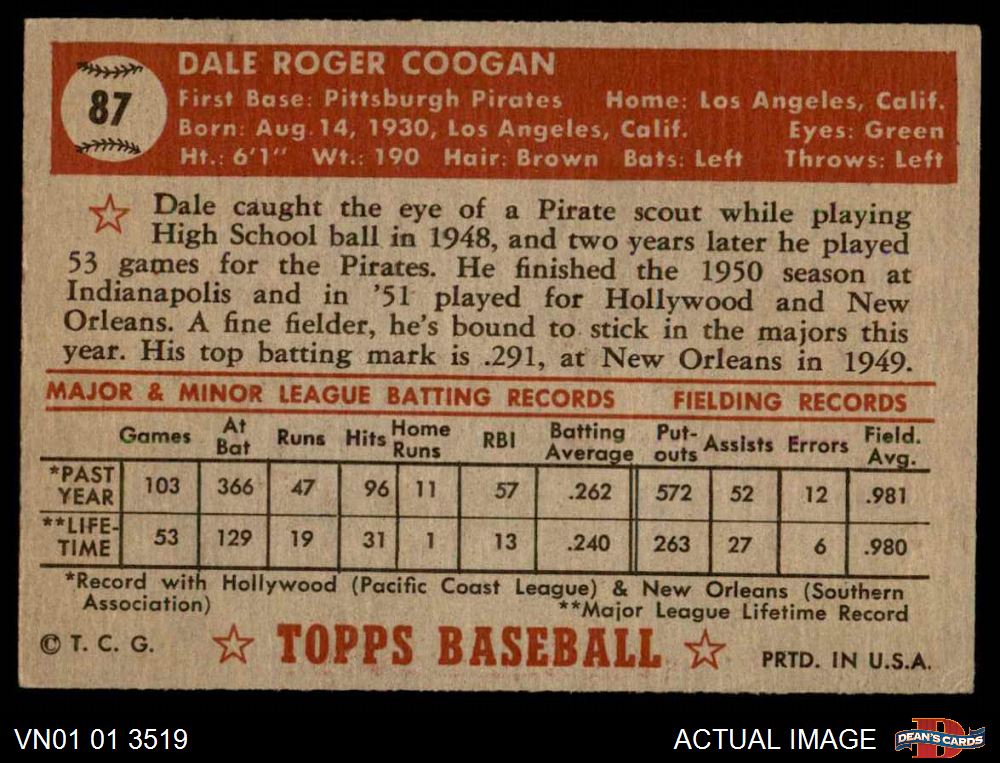 87
DALE ROGER COOGAN
First Base: Pittsburgh Pirates Home: Los Angeles, Calif.
Born: Aug. 14, 1930, Los Angeles, Calif. Eyes: Green
Ht.: 6'1" Wt.: 190 Hair: Brown Bats: Left Throws: Left
Dale caught the eye of a Pirate scout while playing
High School ball in 1948, and two years later he played
53 games for the Pirates. He finished the 1950 season at
Indianapolis and in '51 played for Hollywood and New
Orleans. A fine fielder, he's bound to stick in the majors this
year. His top batting mark is .291, at New Orleans in 1949.
MAJOR & MINOR LEAGUE BATTING RECORDS FIELDING RECORDS
Games At Bat Runs Hits Home Runs RBI Batting Average Put-outs Assists Errors Field. Avg.
*PAST YEAR 103 366 47 96 11 57 .262 572 52 12 .981
**LIFE-TIME 53 129 19 31 1 13 .240 263 27 6 .980
*Record with Hollywood (Pacific Coast League) & New Orleans (Southern
Association) **Major League Lifetime Record
© T. C. G. TOPPS BASEBALL PRTD. IN U.S.A.
VN01 01 3519 ACTUAL IMAGE DEAN'S CARDS